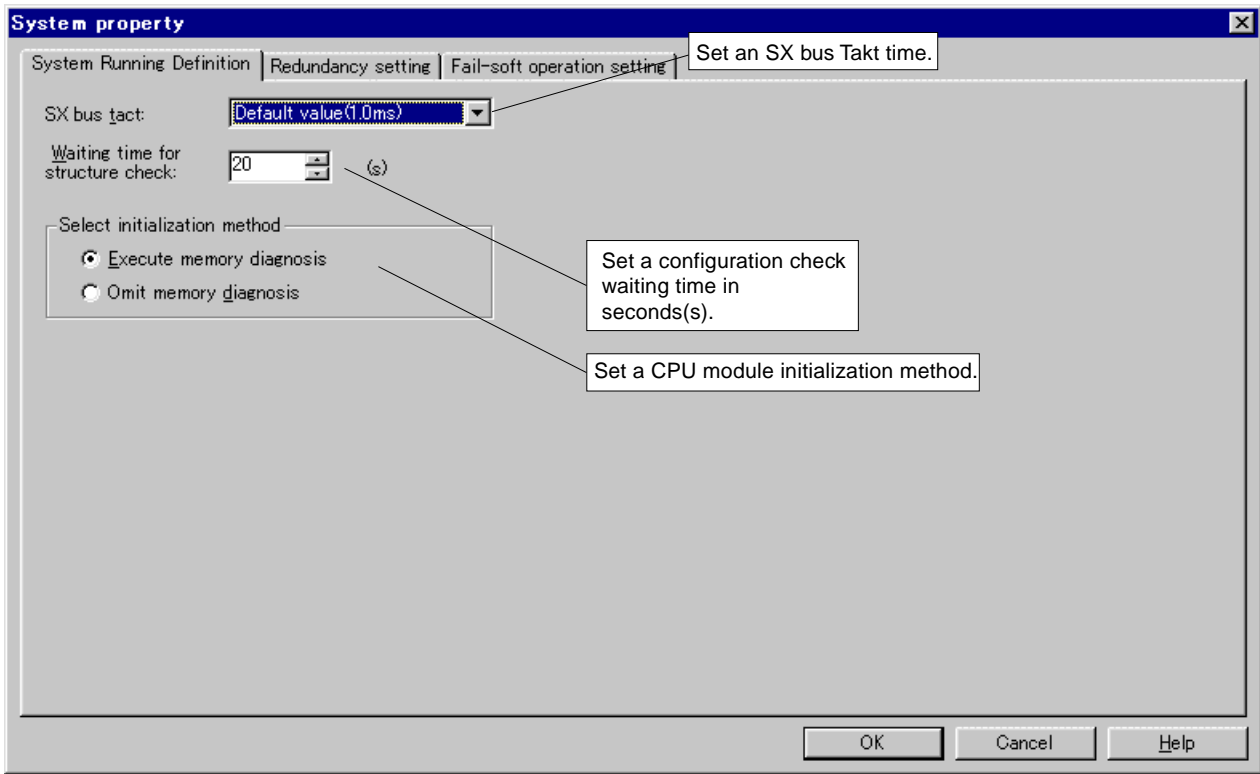 System property
Set an SX bus Takt time.
System Running Definition
Redundancy setting
Fail-soft operation setting
SX bus tact:
Default value(1.0ms)
Waiting time for
structure check:
20
(s)
Select initialization method
Execute memory diagnosis
Omit memory diagnosis
Set a configuration check
waiting time in
seconds(s).
Set a CPU module initialization method.
OK
Cancel
Help